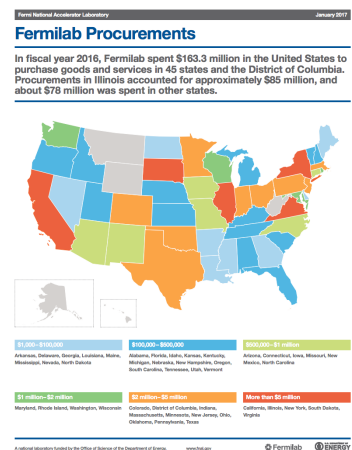 Fermi National Accelerator Laboratory
January 2017
Fermilab Procurements
In fiscal year 2016, Fermilab spent $163.3 million in the United States to
purchase goods and services in 45 states and the District of Columbia.
Procurements in Illinois accounted for approximately $85 million, and
about $78 million was spent in other states.
$1,000–$100,000
$100,000–$500,000
$500,000–$1 million
Arkansas, Delaware, Georgia, Louisiana, Maine,
Mississippi, Nevada, North Dakota
Alabama, Florida, Idaho, Kansas, Kentucky,
Michigan, Nebraska, New Hampshire, Oregon,
South Carolina, Tennessee, Utah, Vermont
Arizona, Connecticut, Iowa, Missouri, New
Mexico, North Carolina
$1 million–$2 million
$2 million–$5 million
More than $5 million
Maryland, Rhode Island, Washington, Wisconsin
Colorado, District of Columbia, Indiana,
Massachusetts, Minnesota, New Jersey, Ohio,
Oklahoma, Pennsylvania, Texas
California, Illinois, New York, South Dakota,
Virginia
A national laboratory funded by the Office of Science of the Department of Energy.
www.fnal.gov
Fermilab
U.S. DEPARTMENT OF
ENERGY